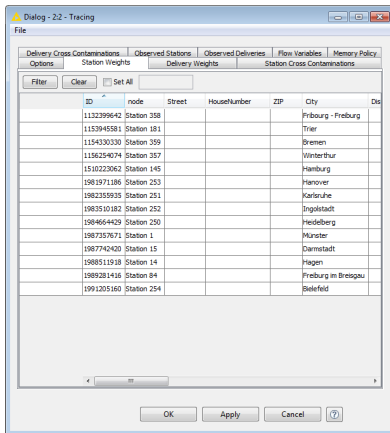 Dialog - 2:2 - Tracing
File
Delivery Cross Contaminations Observed Stations Observed Deliveries Flow Variables Memory Policy
Options Station Weights Delivery Weights Station Cross Contaminations
Filter Clear Set All
ID node Street HouseNumber ZIP City Dis
1132399642 Station 358 Fribourg - Freiburg
1153945581 Station 181 Trier
1154330330 Station 359 Bremen
1156254074 Station 357 Winterthur
1510223062 Station 145 Hamburg
1981971186 Station 253 Hanover
1982355935 Station 251 Karlsruhe
1983510182 Station 252 Ingolstadt
1984664429 Station 250 Heidelberg
1987357671 Station 1 Münster
1987742420 Station 15 Darmstadt
1988511918 Station 14 Hagen
1989281416 Station 84 Freiburg im Breisgau
1991205160 Station 254 Bielefeld
OK Apply Cancel ?